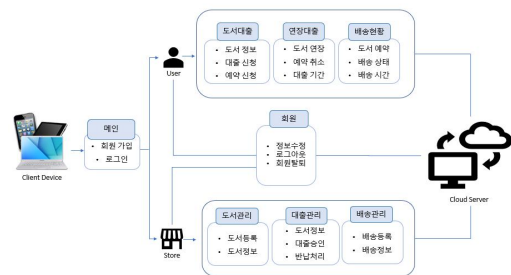 도서대출
• 도서 정보
• 대출 신청
• 예약 신청
연장대출
• 도서 연장
• 예약 취소
• 대출 기간
배송현황
• 도서 예약
• 배송 상태
• 배송 시간
User
메인
• 회원 가입
• 로그인
Client Device
회원
• 정보수정
• 로그아웃
• 회원탈퇴
Cloud Server
Store
도서관리
• 도서등록
• 도서정보
대출관리
• 도서정보
• 대출승인
• 반납처리
배송관리
• 배송등록
• 배송정보